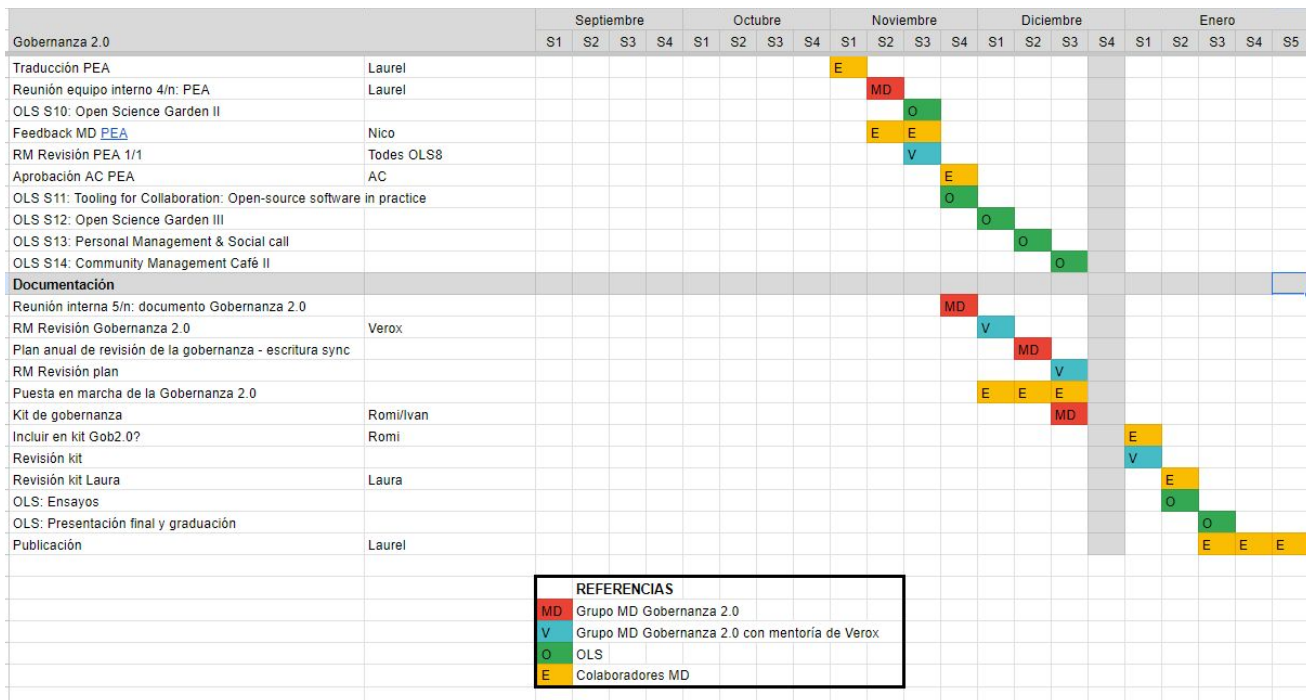 Septiembre Octubre Noviembre Diciembre Enero
Gobernanza 2.0 S1 S2 S3 S4 S1 S2 S3 S4 S1 S2 S3 S4 S1 S2 S3 S4 S1 S2 S3 S4 S5
Traducción PEA Laurel E
Reunión equipo interno 4/n: PEA Laurel MD
OLS S10: Open Science Garden II O
Feedback MD PEA Nico E E
RM Revisión PEA 1/1 Todes OLS8 V
Aprobación AC PEA AC E
OLS S11: Tooling for Collaboration: Open-source software in practice O
OLS S12: Open Science Garden III O
OLS S13: Personal Management & Social call O
OLS S14: Community Management Café II O
Documentación
Reunión interna 5/n: documento Gobernanza 2.0 MD
RM Revisión Gobernanza 2.0 Verox V
Plan anual de revisión de la gobernanza - escritura sync MD
RM Revisión plan V
Puesta en marcha de la Gobernanza 2.0 E E E
Kit de gobernanza Romi/Ivan MD
Incluir en kit Gob2.0? Romi E
Revisión kit V
Revisión kit Laura Laura E
OLS: Ensayos O
OLS: Presentación final y graduación O
Publicación Laurel E E E
REFERENCIAS
MD Grupo MD Gobernanza 2.0
V Grupo MD Gobernanza 2.0 con mentoría de Verox
O OLS
E Colaboradores MD